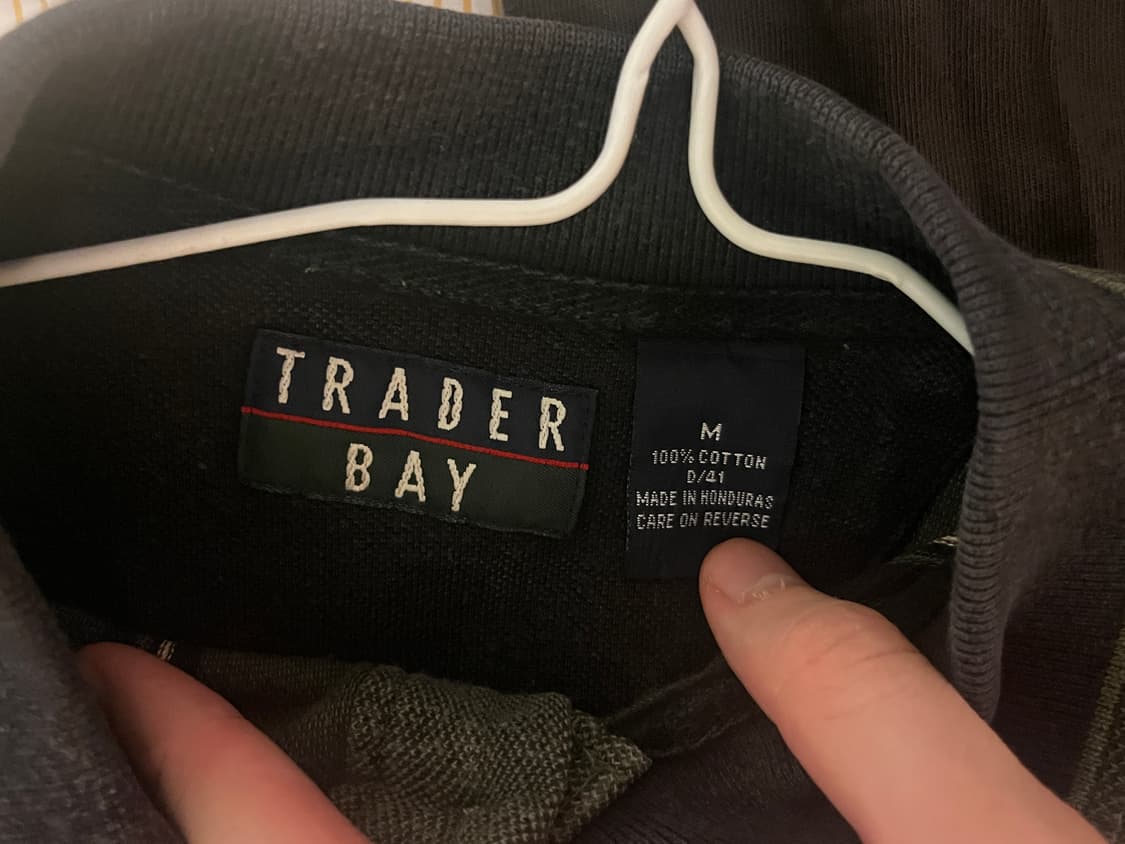 TRADER
BAY
M
100% COTTON
D/41
MADE IN HONDURAS
CARE ON REVERSE